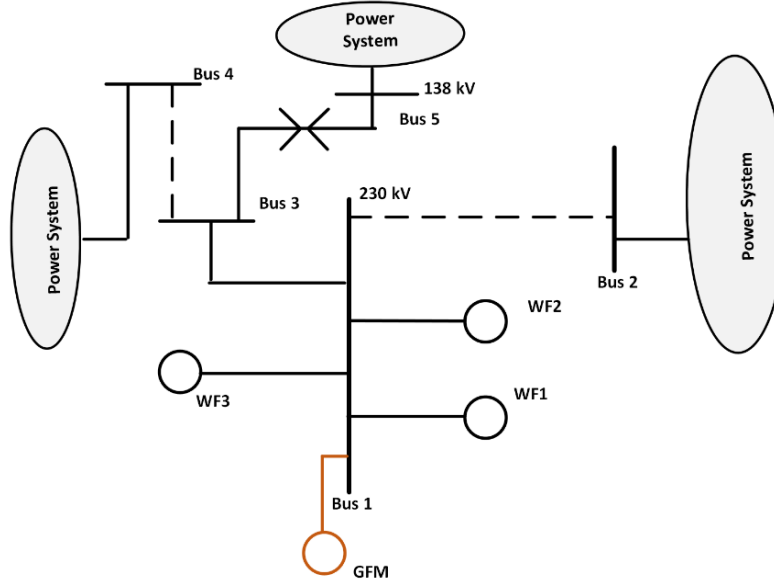 Power
System
Bus 4
138 kV
Bus 5
Power System
Bus 3
230 kV
Power System
Bus 2
WF2
WF3
WF1
Bus 1
GFM